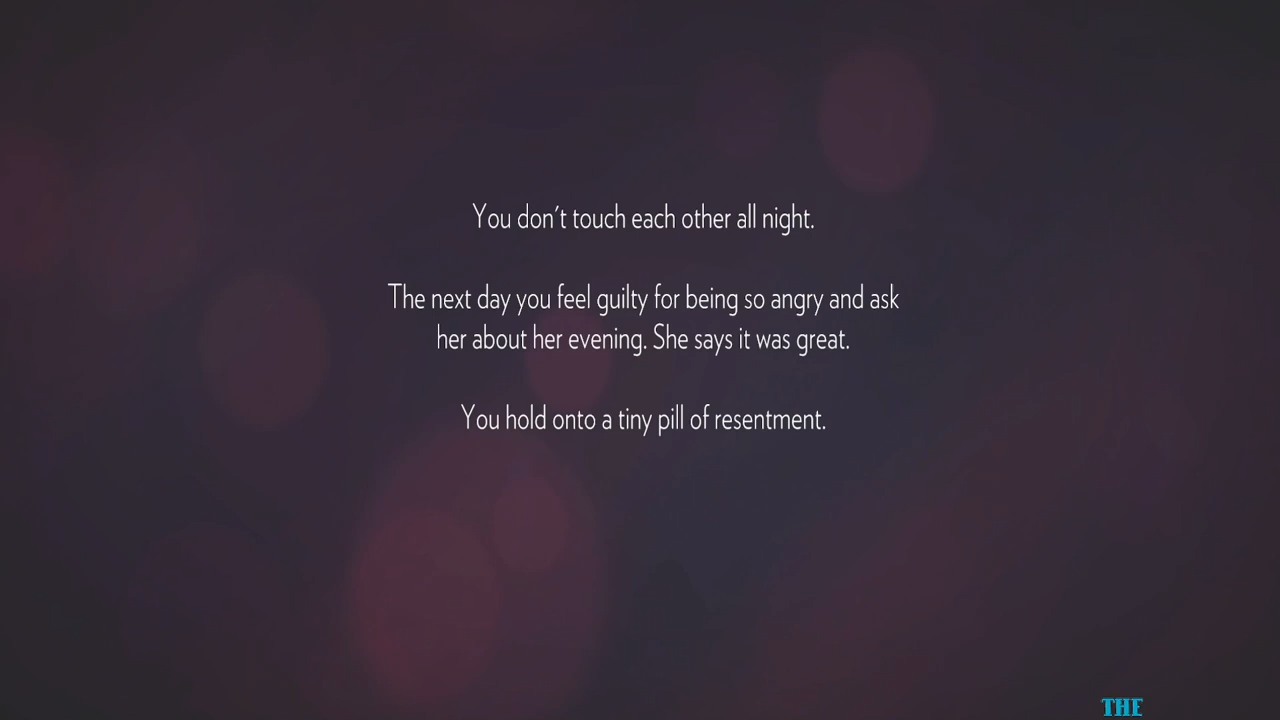 You don't touch each other all night.
The next day you feel guilty for being so angry and ask
her about her evening. She says it was great.
You hold onto a tiny pill of resentment.
THE